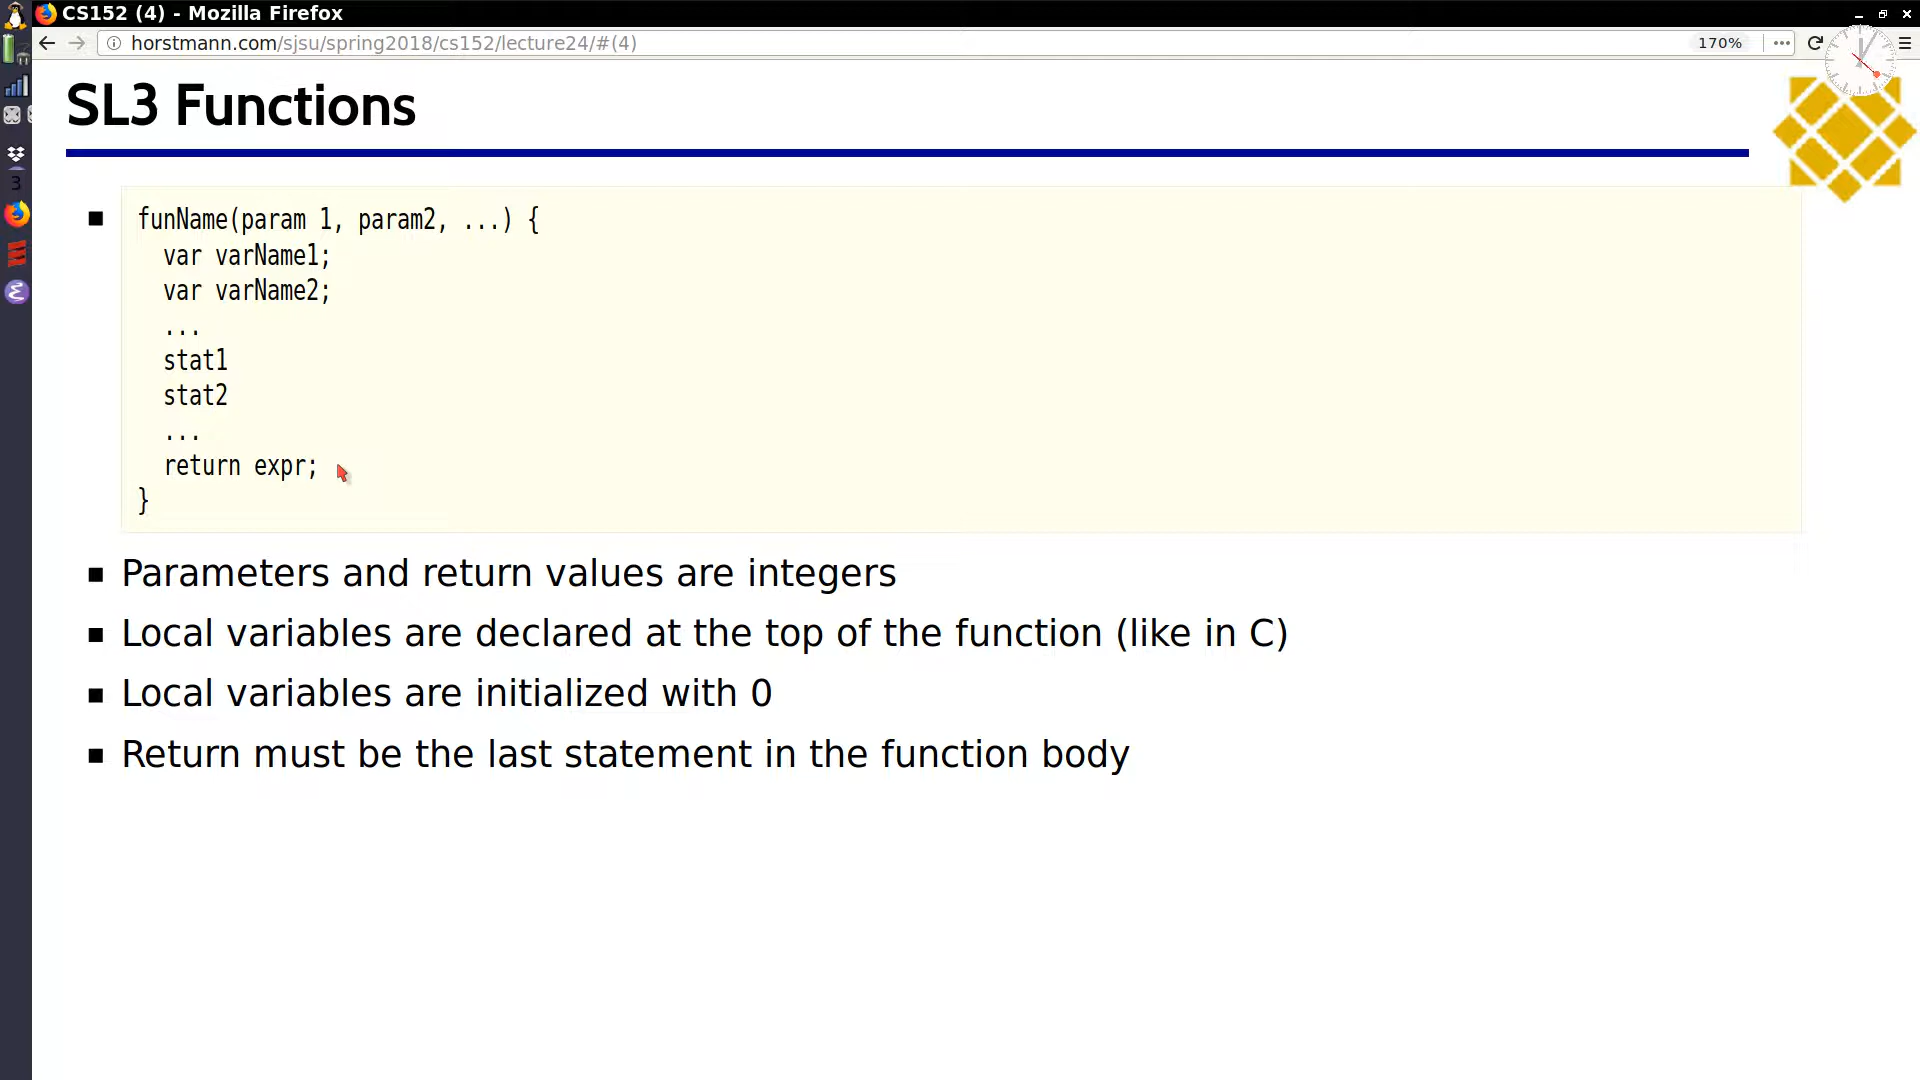 CS152 (4) - Mozilla Firefox
horstmann.com/sjsu/spring2018/cs152/lecture24/#(4)
170%
SL3 Functions
funName(param 1, param2, ...) {
var varName1;
var varName2;
...
stat1
stat2
...
return expr;
}
Parameters and return values are integers
Local variables are declared at the top of the function (like in C)
Local variables are initialized with 0
Return must be the last statement in the function body
3